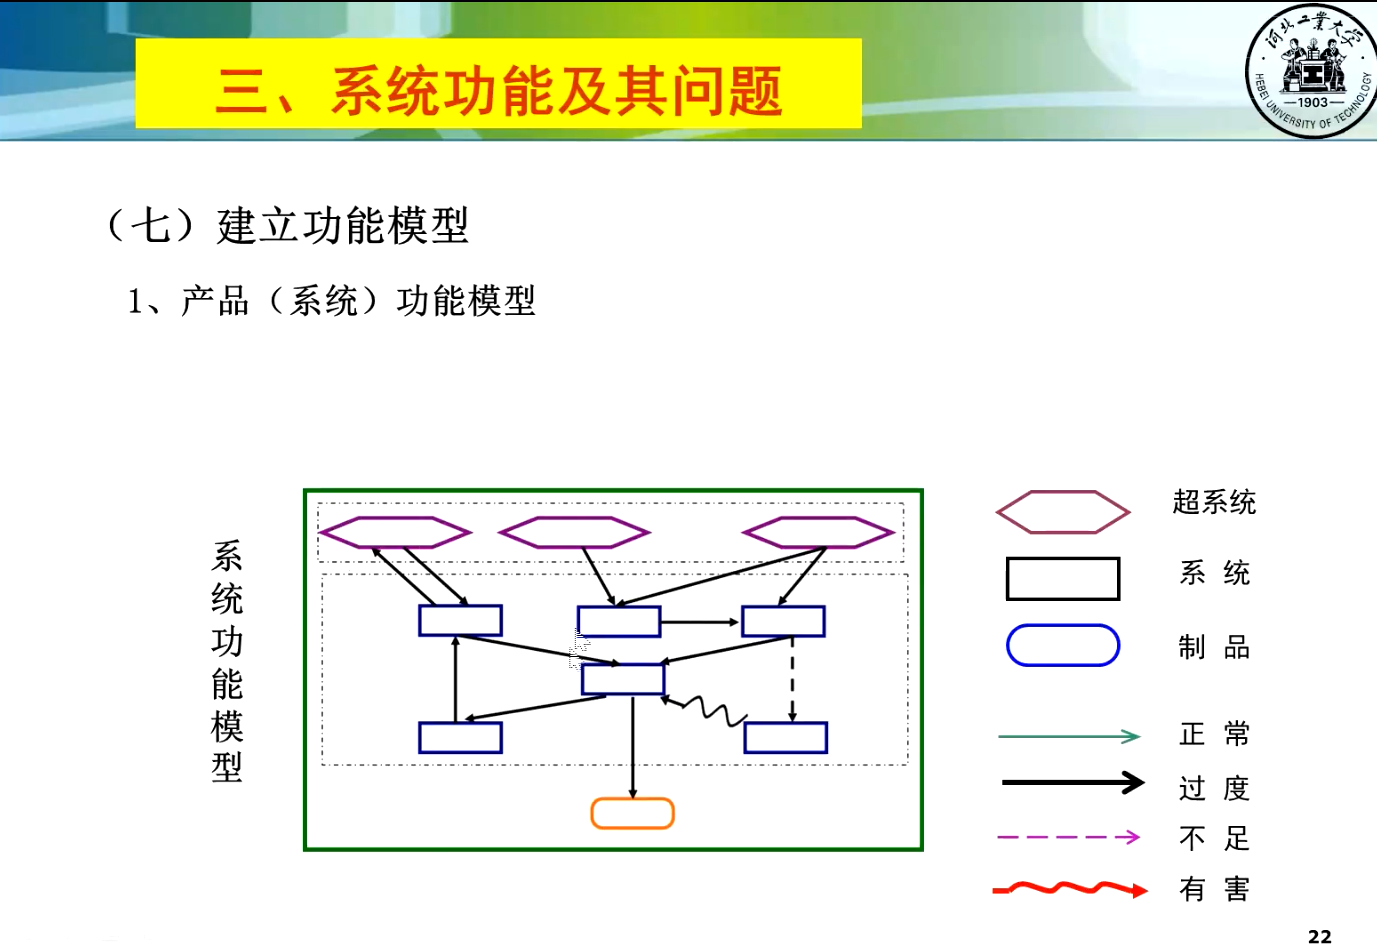 三、系统功能及其问题
河北工業大学
HEBEI UNIVERSITY OF TECHNOLOGY
1903
（七）建立功能模型
1、产品（系统）功能模型
系统功能模型
超系统
系 统
制 品
正 常
过 度
不 足
有 害
22